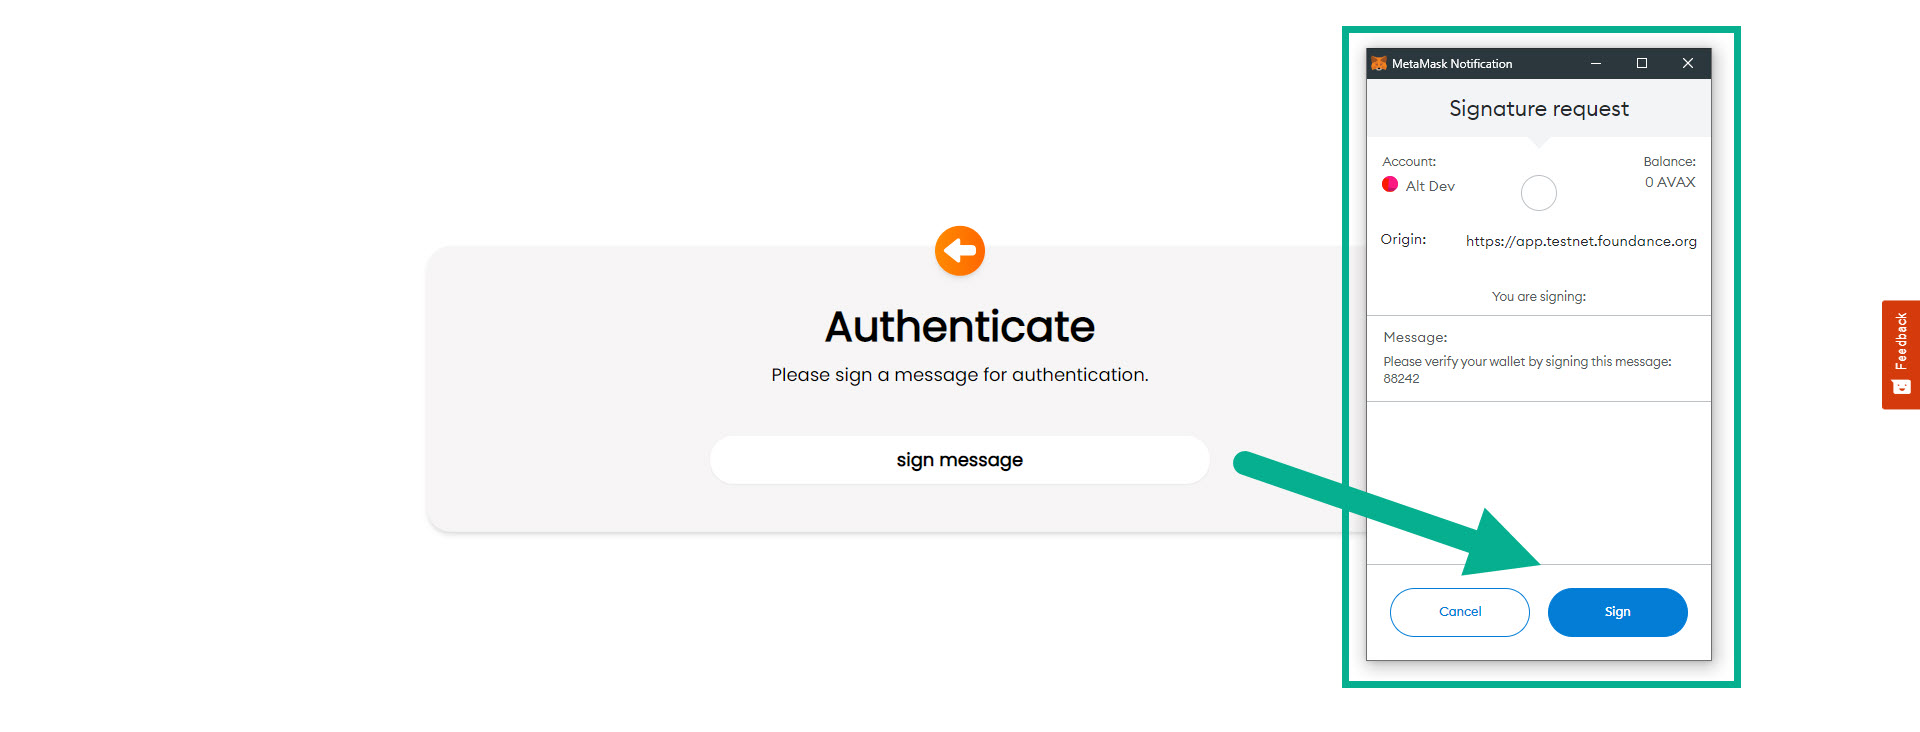 Authenticate
Please sign a message for authentication.
sign message
MetaMask Notification
Signature request
Account:
Balance:
Alt Dev
0 AVAX
Origin:
https://app.testnet.foundance.org
You are signing:
Message:
Please verify your wallet by signing this message:
88242
Cancel
Sign
Feedback